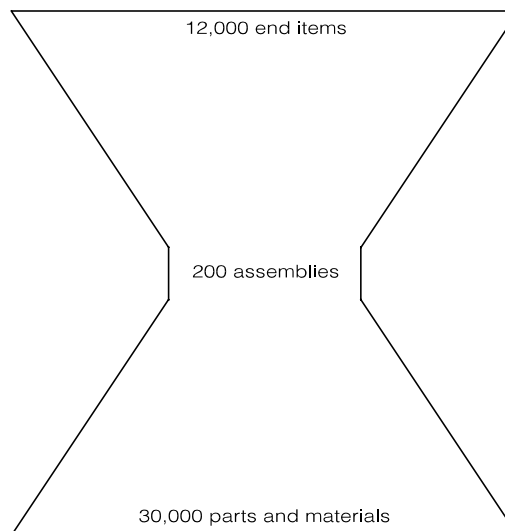 12,000 end items
200 assemblies
30,000 parts and materials